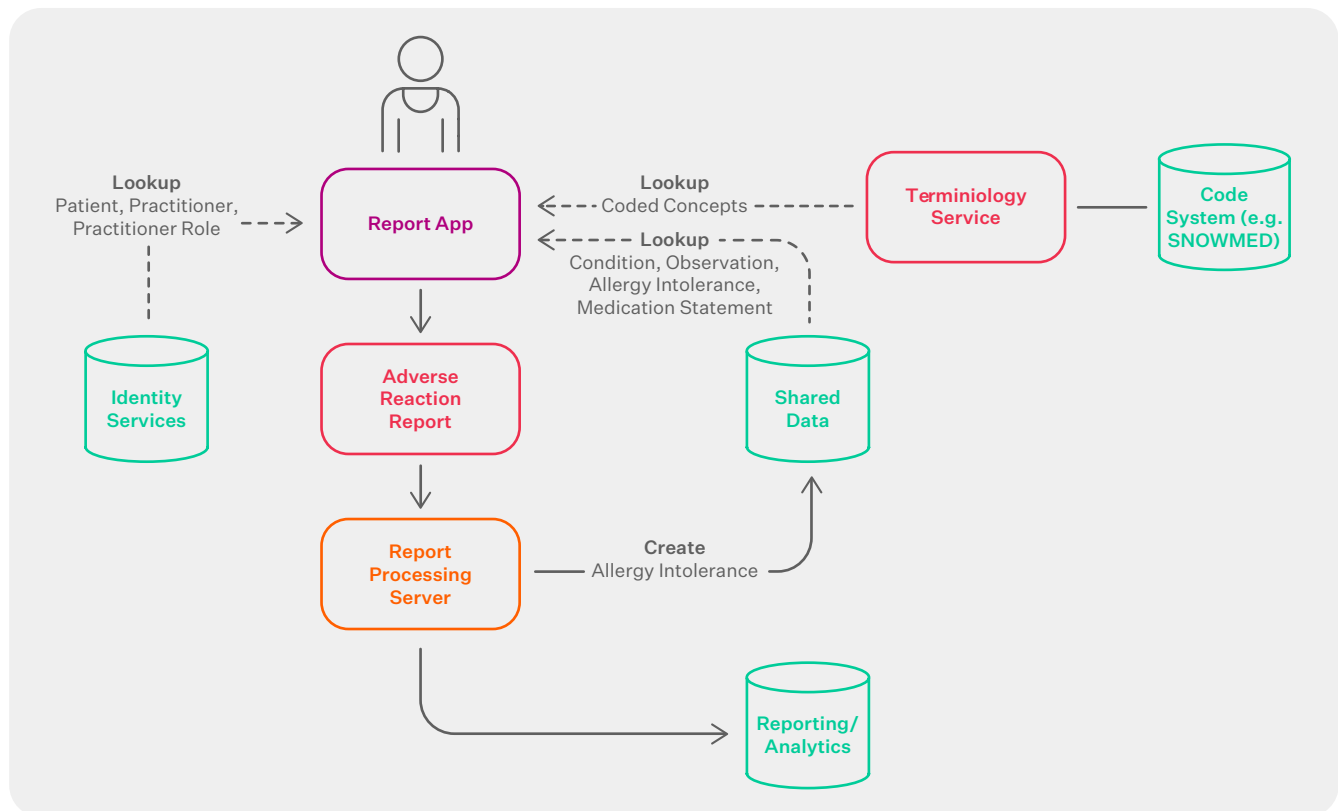 Lookup
Patient, Practitioner,
Practitioner Role
Report App
Lookup
Coded Concepts
Terminiology
Service
Code
System (e.g.
SNOWMED)
Lookup
Condition, Observation,
Allergy Intolerance,
Medication Statement
Identity
Services
Adverse
Reaction
Report
Shared
Data
Report
Processing
Server
Create
Allergy Intolerance
Reporting/
Analytics